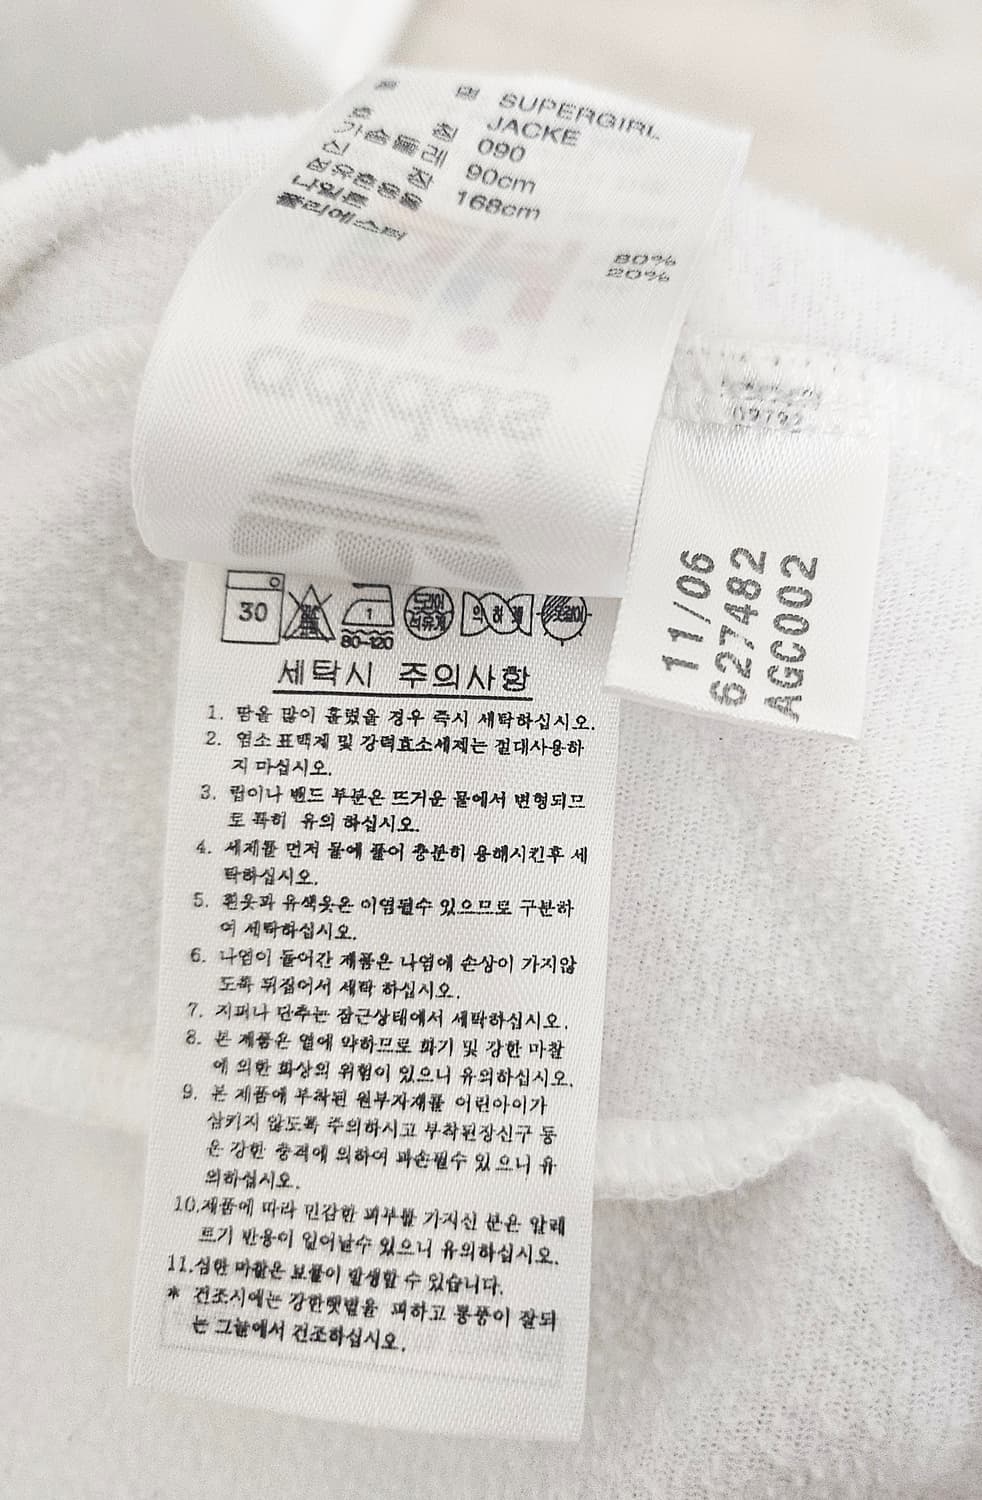 품 명 SUPERGIRL
JACKE
호 칭 090
가슴둘레 90cm
신 장 168cm
섬유혼용율
나일론 80%
폴리에스터 20%
adidas
09792
11/06
627482
AGC002
30
1
80~120
드라이
석유계
약 하 게
옷걸이
세탁시 주의사항
1. 땀을 많이 흘렸을 경우 즉시 세탁하십시오.
2. 염소 표백제 및 강력효소세제는 절대사용하
지 마십시오.
3. 립이나 밴드 부분은 뜨거운 물에서 변형되므
로 특히 유의 하십시오.
4. 세제를 먼저 물에 풀어 충분히 용해시킨후 세
탁하십시오.
5. 흰옷과 유색옷은 이염될수 있으므로 구분하
여 세탁하십시오.
6. 나염이 들어간 제품은 나염에 손상이 가지않
도록 뒤집어서 세탁 하십시오.
7. 지퍼나 단추는 잠근상태에서 세탁하십시오.
8. 본 제품은 열에 약하므로 화기 및 강한 마찰
에 의한 화상의 위험이 있으니 유의하십시오.
9. 본 제품에 부착된 원부자재를 어린아이가
삼키지 않도록 주의하시고 부착된장신구 등
은 강한 충격에 의하여 파손될수 있 으니 유
의하십시오.
10.제품에 따라 민감한 피부를 가지신 분은 알레
르기 반응이 일어날수 있으니 유의하십시오.
11.심한 마찰은 보풀이 발생할 수 있습니다.
* 건조시에는 강한햇볕을 피하고 통풍이 잘되
는 그늘에서 건조하십시오.